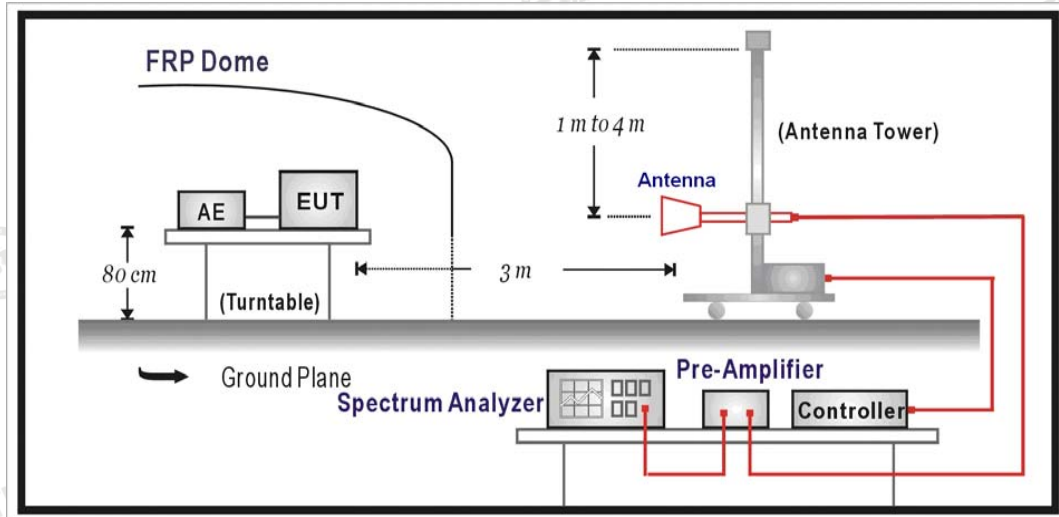 FRP Dome
1 m to 4 m
(Antenna Tower)
Antenna
AE
EUT
80 cm
3 m
(Turntable)
Ground Plane
Pre-Amplifier
Spectrum Analyzer
Controller